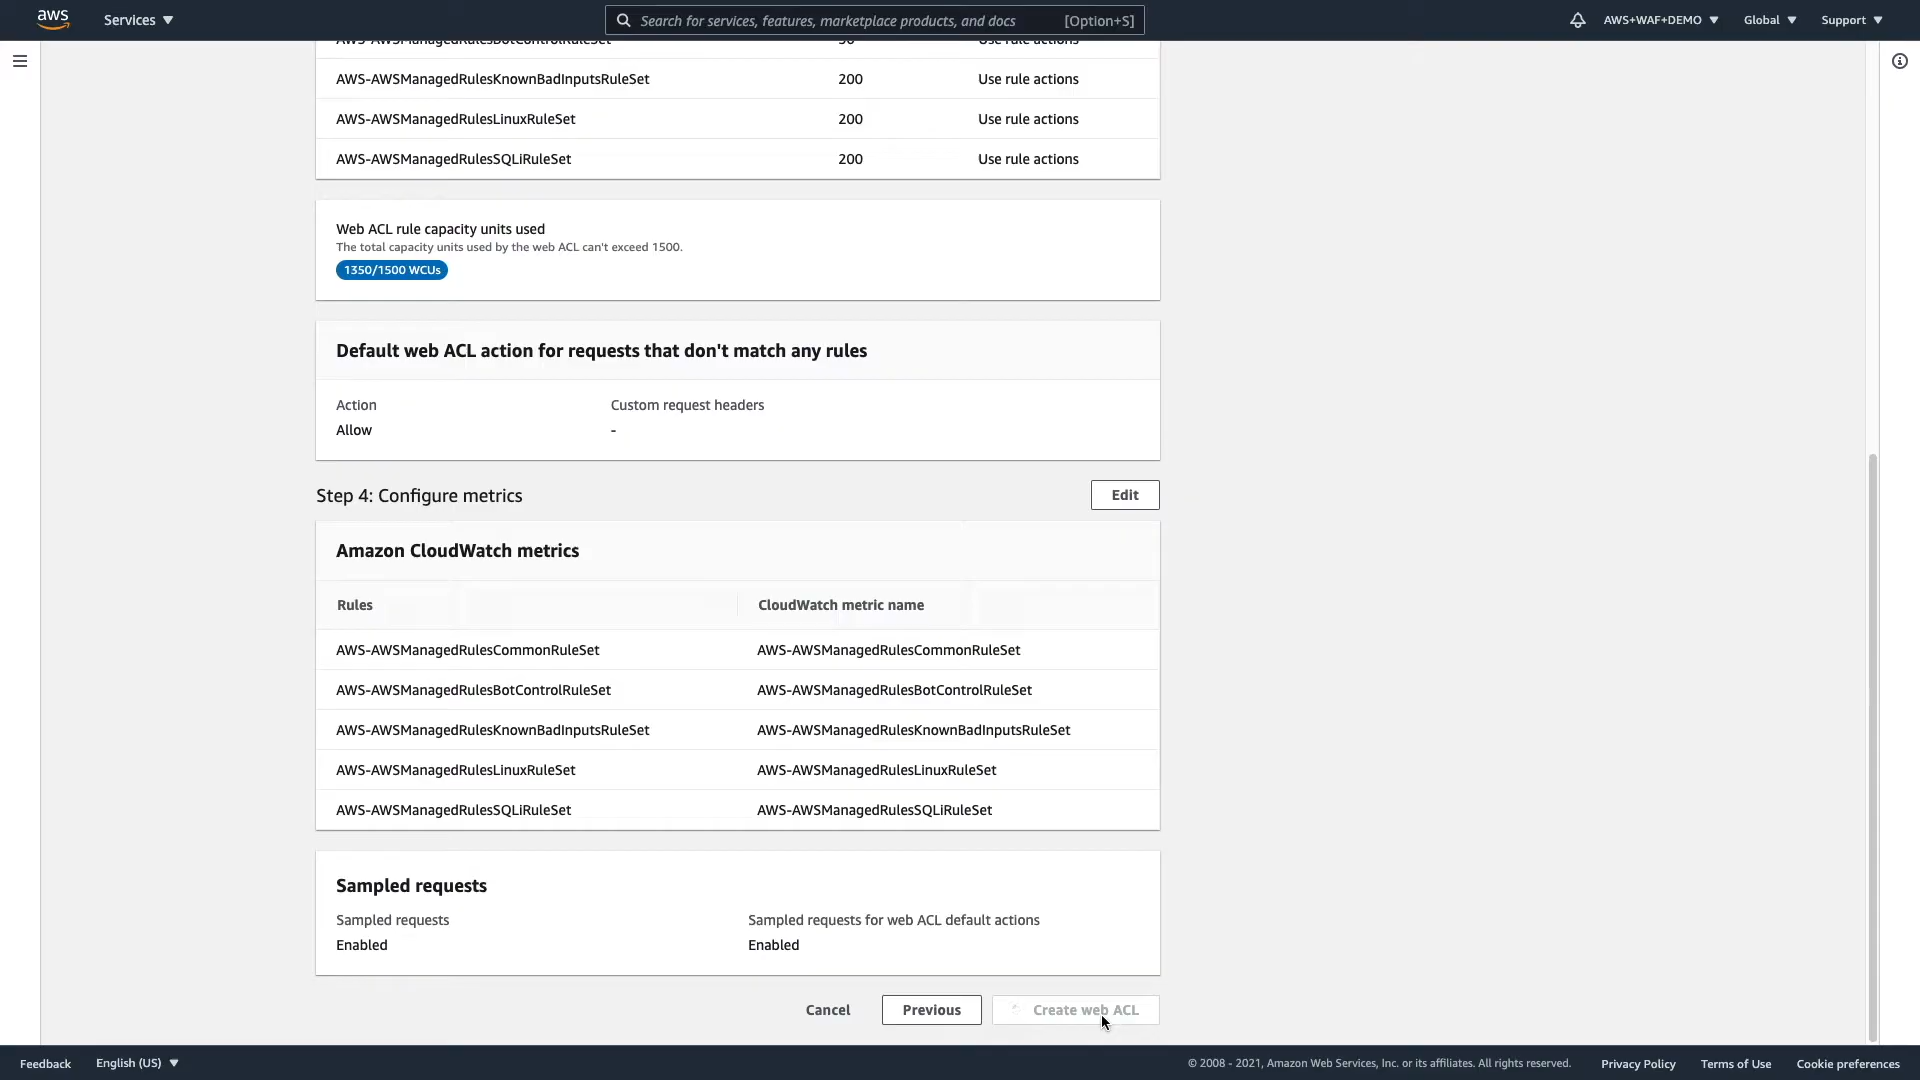 aws
Services
Search for services, features, marketplace products, and docs
[Option+S]
AWS+WAF+DEMO
Global
Support
AWS-AWSManagedRulesBotControlRuleSet 50 Use rule actions
AWS-AWSManagedRulesKnownBadInputsRuleSet 200 Use rule actions
AWS-AWSManagedRulesLinuxRuleSet 200 Use rule actions
AWS-AWSManagedRulesSQLiRuleSet 200 Use rule actions
Web ACL rule capacity units used
The total capacity units used by the web ACL can't exceed 1500.
1350/1500 WCUs
Default web ACL action for requests that don't match any rules
Action Custom request headers
Allow -
Step 4: Configure metrics
Edit
Amazon CloudWatch metrics
Rules CloudWatch metric name
AWS-AWSManagedRulesCommonRuleSet AWS-AWSManagedRulesCommonRuleSet
AWS-AWSManagedRulesBotControlRuleSet AWS-AWSManagedRulesBotControlRuleSet
AWS-AWSManagedRulesKnownBadInputsRuleSet AWS-AWSManagedRulesKnownBadInputsRuleSet
AWS-AWSManagedRulesLinuxRuleSet AWS-AWSManagedRulesLinuxRuleSet
AWS-AWSManagedRulesSQLiRuleSet AWS-AWSManagedRulesSQLiRuleSet
Sampled requests
Sampled requests Sampled requests for web ACL default actions
Enabled Enabled
Cancel Previous Create web ACL
Feedback English (US) © 2008 - 2021, Amazon Web Services, Inc. or its affiliates. All rights reserved. Privacy Policy Terms of Use Cookie preferences